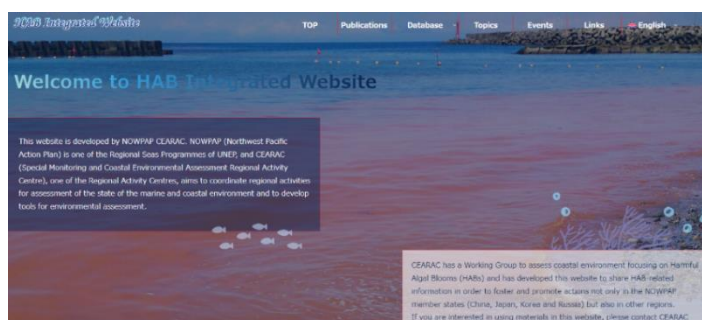 HAB Integrated Website
TOP Publications Database Topics Events Links English
Welcome to HAB Integrated Website
This website is developed by NOWPAP CEARAC. NOWPAP (Northwest Pacific
Action Plan) is one of the Regional Seas Programmes of UNEP, and CEARAC
(Special Monitoring and Coastal Environmental Assessment Regional Activity
Centre), one of the Regional Activity Centres, aims to coordinate regional activities
for assessment of the state of the marine and coastal environment and to develop
tools for environmental assessment.
CEARAC has a Working Group to assess coastal environment focusing on Harmful
Algal Blooms (HABs) and has developed this website to share HAB-related
information in order to foster and promote actions not only in the NOWPAP
member states (China, Japan, Korea and Russia) but also in other regions.
If you are interested in using materials in this website, please contact CEARAC